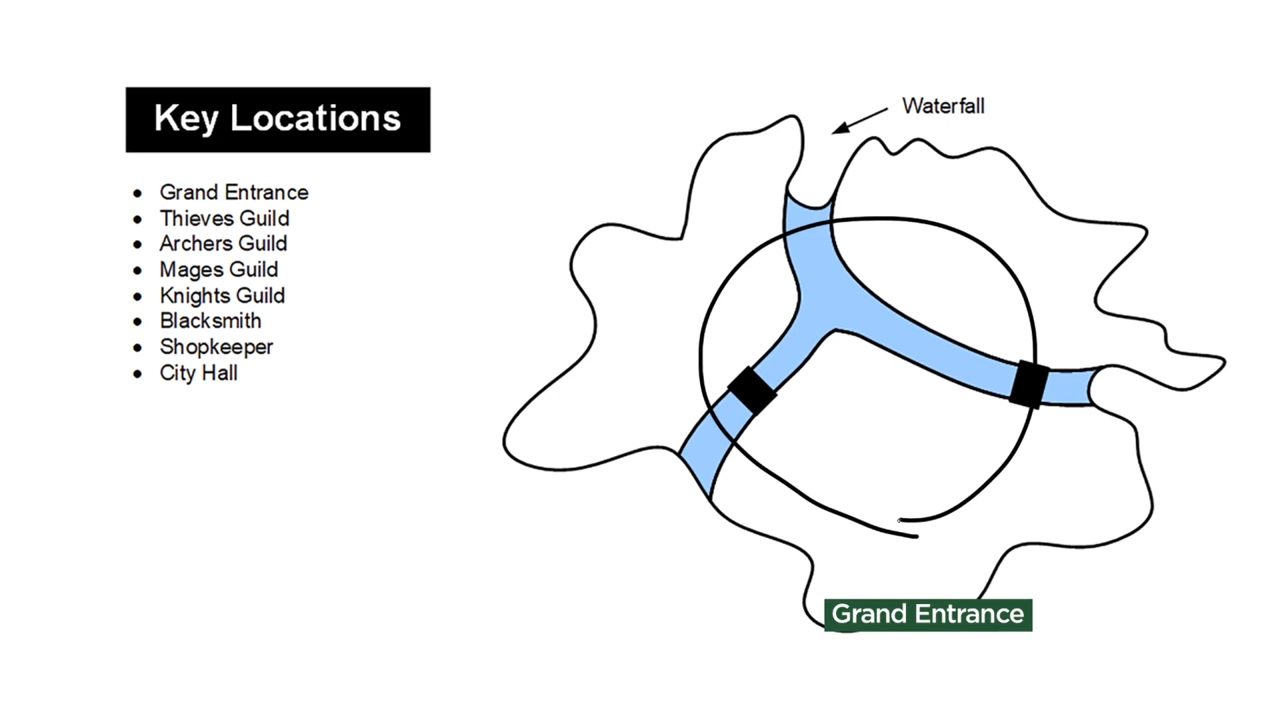 Key Locations
Grand Entrance
Thieves Guild
Archers Guild
Mages Guild
Knights Guild
Blacksmith
Shopkeeper
City Hall
Waterfall
Grand Entrance